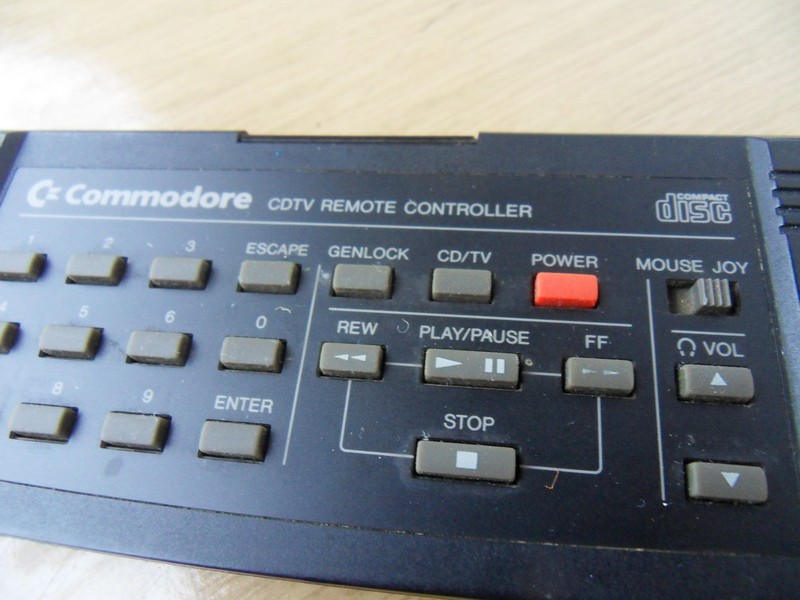 Commodore CDTV REMOTE CONTROLLER COMPACT disc
1 2 3 ESCAPE GENLOCK CD/TV POWER MOUSE JOY
4 5 6 0 REW PLAY/PAUSE FF VOL
8 9 ENTER STOP